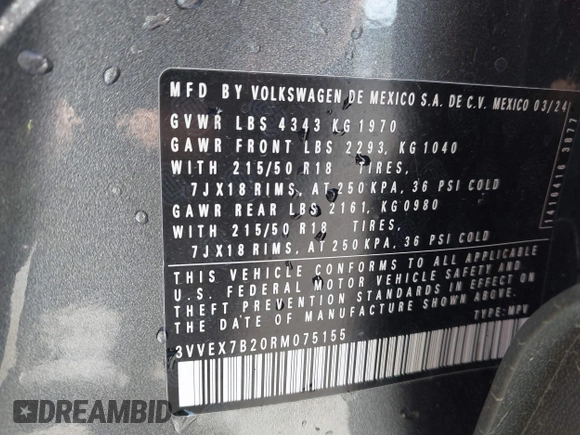 MFD BY VOLKSWAGEN DE MEXICO S.A. DE C.V. MEXICO 03/24
GVWR LBS 4343 KG 1970
GAWR FRONT LBS 2293, KG 1040
WITH 215/50 R18 TIRES,
7JX18 RIMS, AT 250 KPA, 36 PSI COLD
GAWR REAR LBS 2161, KG 0980
WITH 215/50 R18 TIRES,
7JX18 RIMS, AT 250 KPA, 36 PSI COLD
THIS VEHICLE CONFORMS TO ALL APPLICABLE
U.S. FEDERAL MOTOR VEHICLE SAFETY AND
THEFT PREVENTION STANDARDS IN EFFECT ON
THE DATE OF MANUFACTURE SHOWN ABOVE.
TYPE: MPV
3VVEX7B20RM075155
1410416 3877
DREAMBID